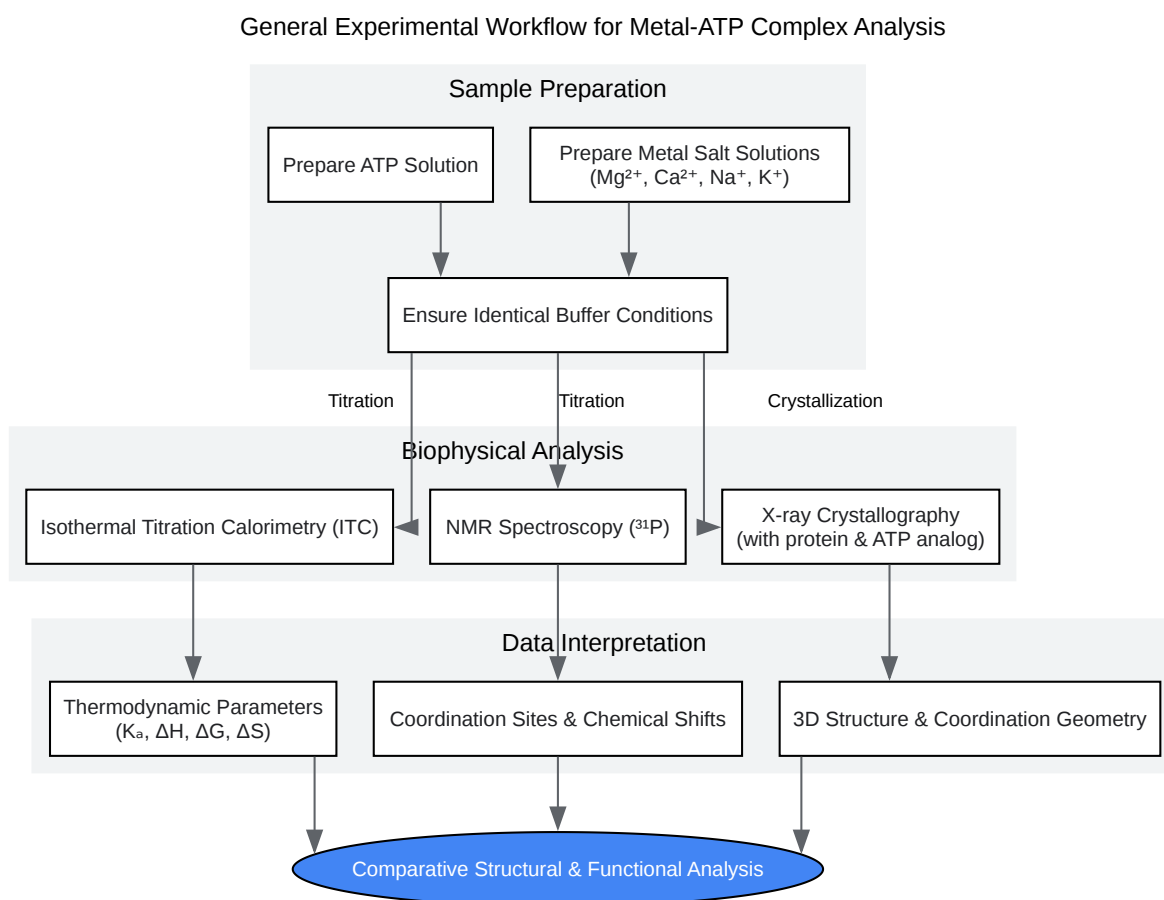 General Experimental Workflow for Metal-ATP Complex Analysis
Sample Preparation
Prepare ATP Solution
Prepare Metal Salt Solutions
(Mg²⁺, Ca²⁺, Na⁺, K⁺)
Ensure Identical Buffer Conditions
Titration
Titration
Crystallization
Biophysical Analysis
Isothermal Titration Calorimetry (ITC)
NMR Spectroscopy (³¹P)
X-ray Crystallography
(with protein & ATP analog)
Data Interpretation
Thermodynamic Parameters
(Kₐ, ΔH, ΔG, ΔS)
Coordination Sites & Chemical Shifts
3D Structure & Coordination Geometry
Comparative Structural & Functional Analysis